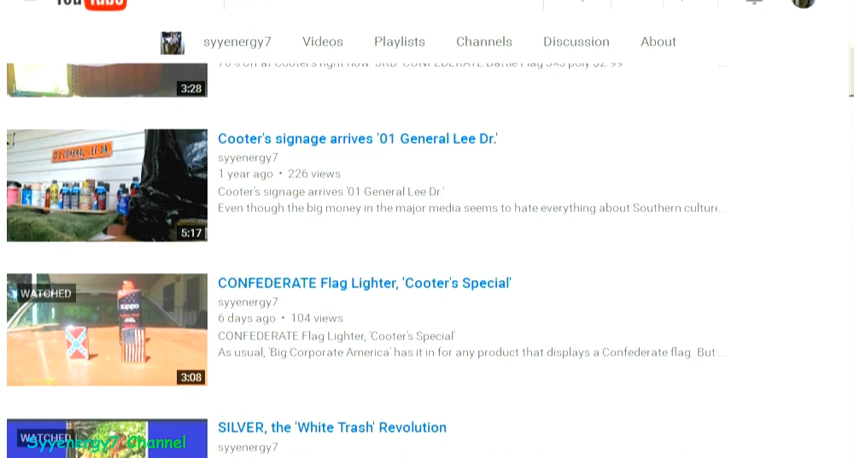 YouTube
syyenergy7 Videos Playlists Channels Discussion About
3:28
Cooter's signage arrives '01 General Lee Dr.'
syyenergy7
1 year ago • 226 views
Cooter's signage arrives '01 General Lee Dr.'
Even though the big money in the major media seems to hate everything about Southern culture...
5:17
CONFEDERATE Flag Lighter, 'Cooter's Special'
WATCHED
syyenergy7
6 days ago • 104 views
CONFEDERATE Flag Lighter, 'Cooter's Special'
As usual, 'Big Corporate America' has it in for any product that displays a Confederate flag. But ...
zippo
3:08
SILVER, the 'White Trash' Revolution
WATCHED
Syyenergy7 Channel
syyenergy7